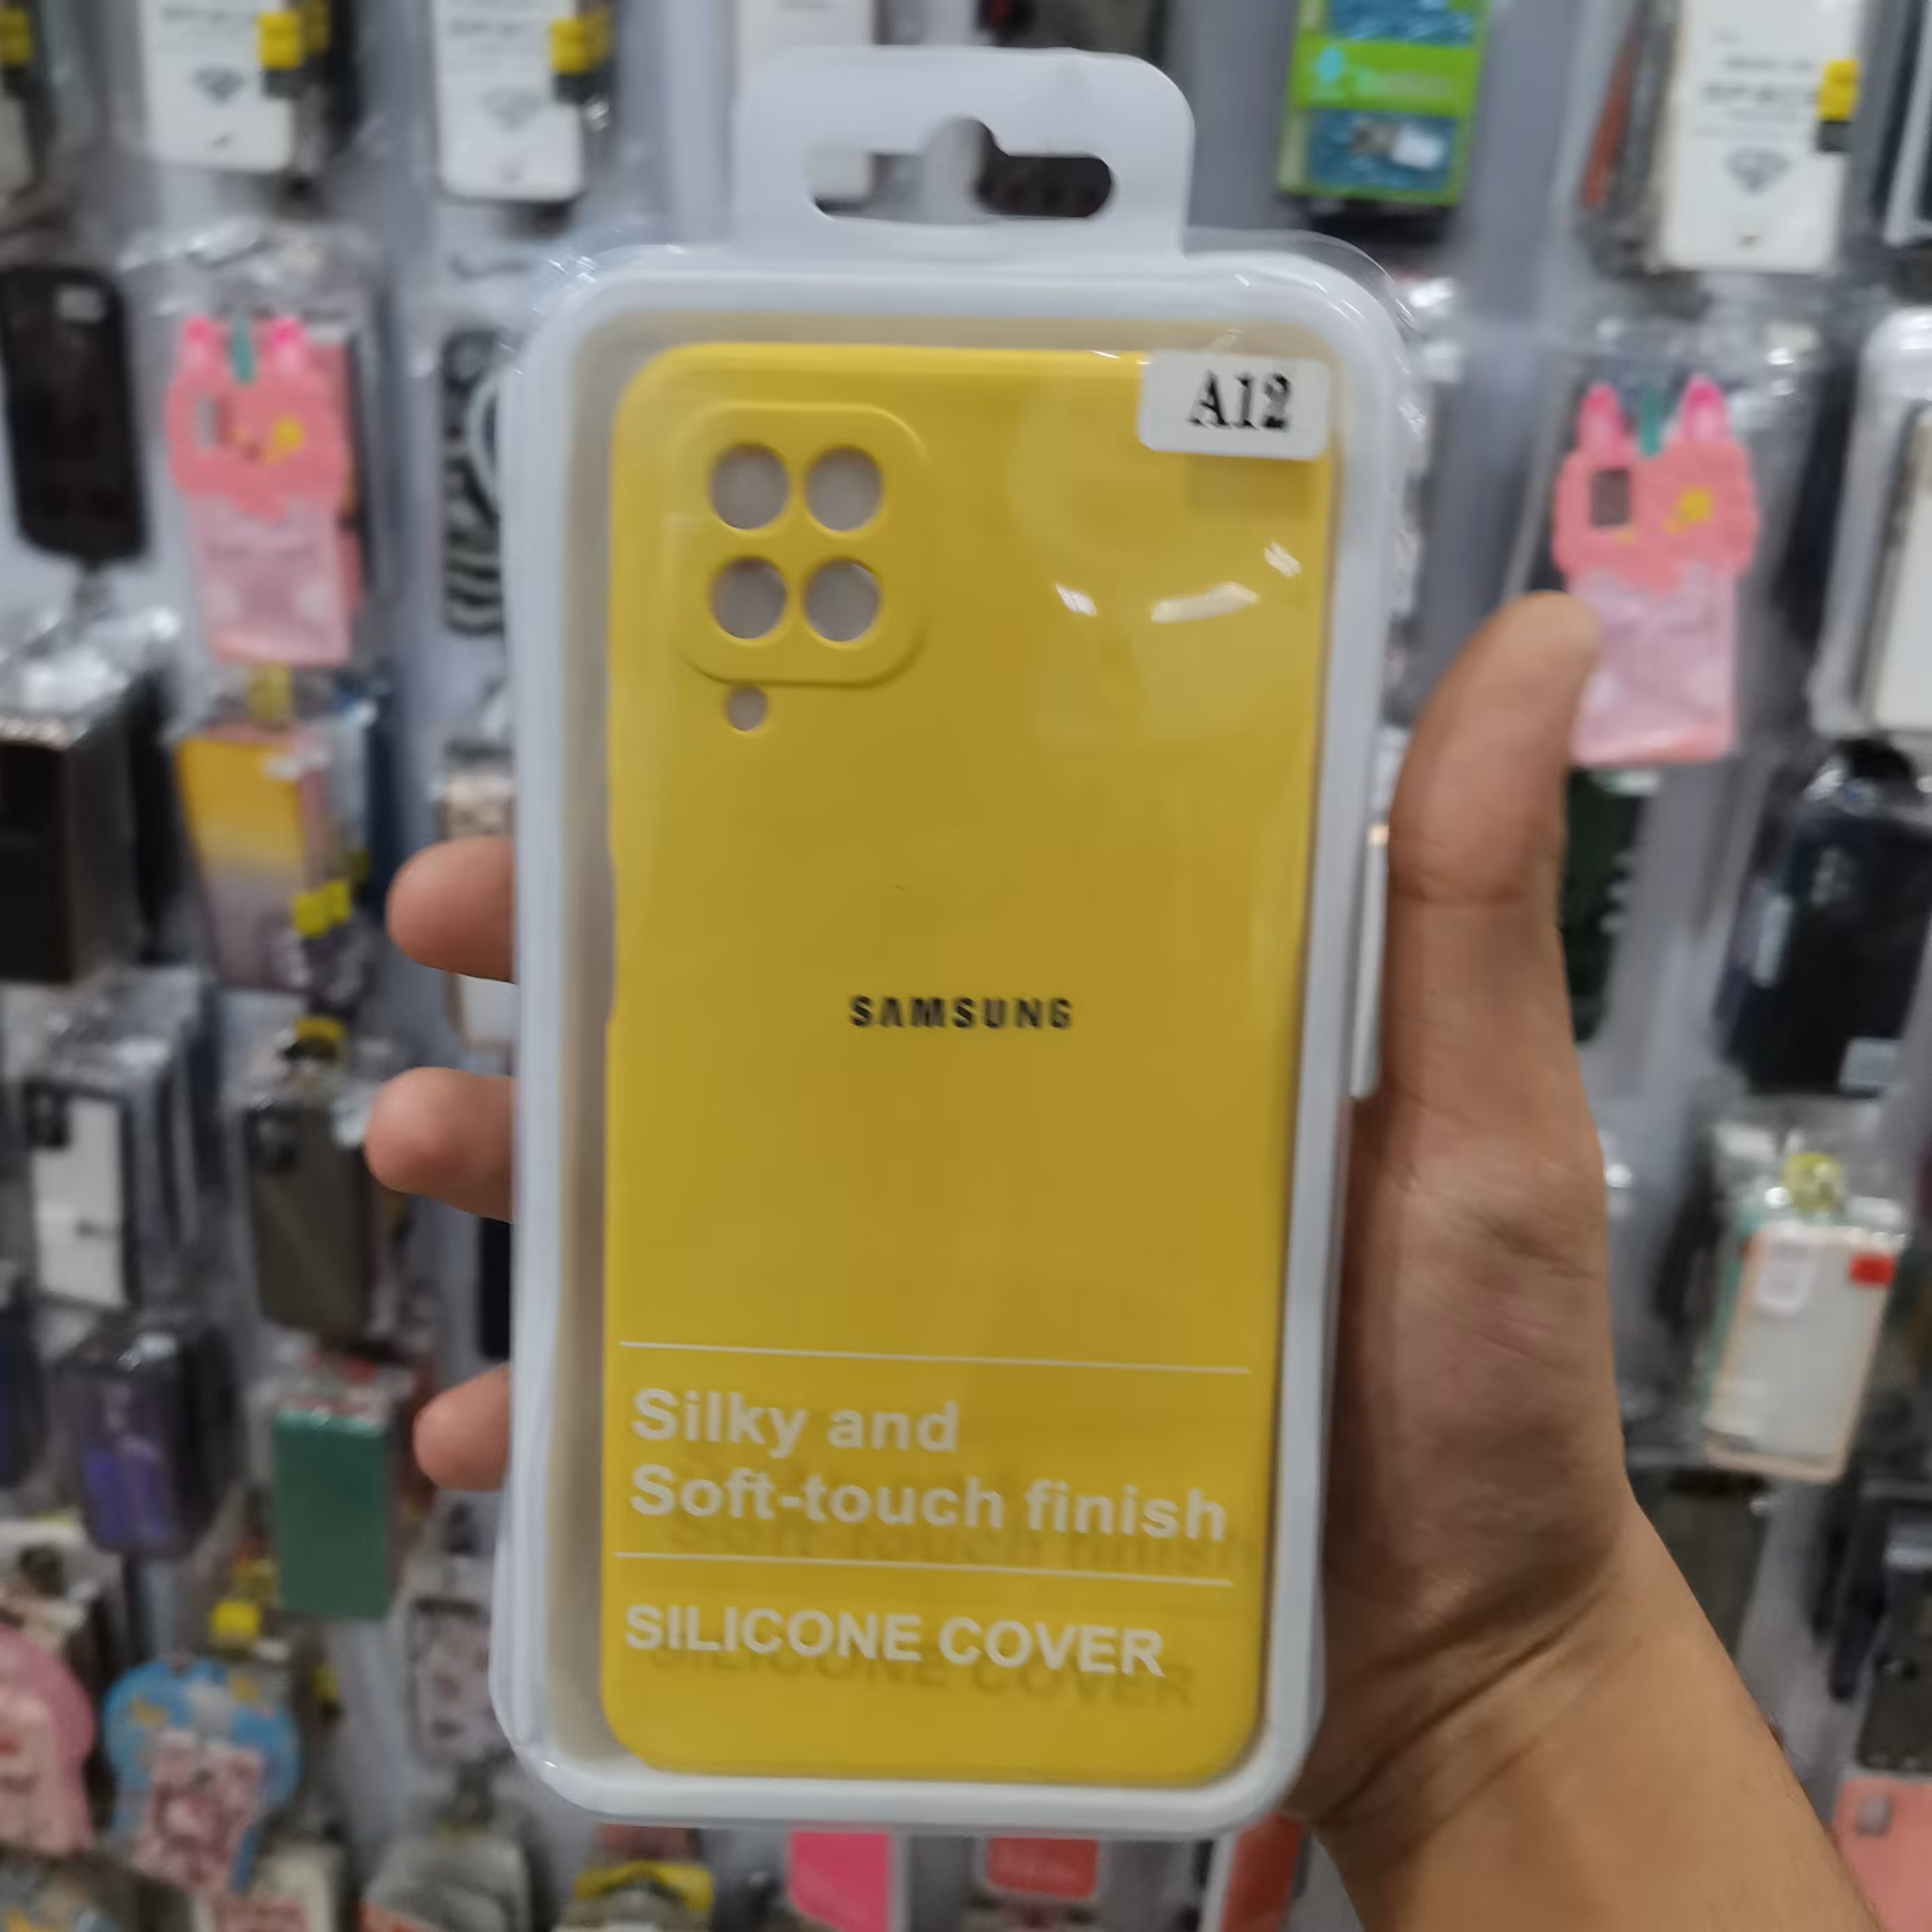 A12
SAMSUNG
Silky and
Soft-touch finish
SILICONE COVER